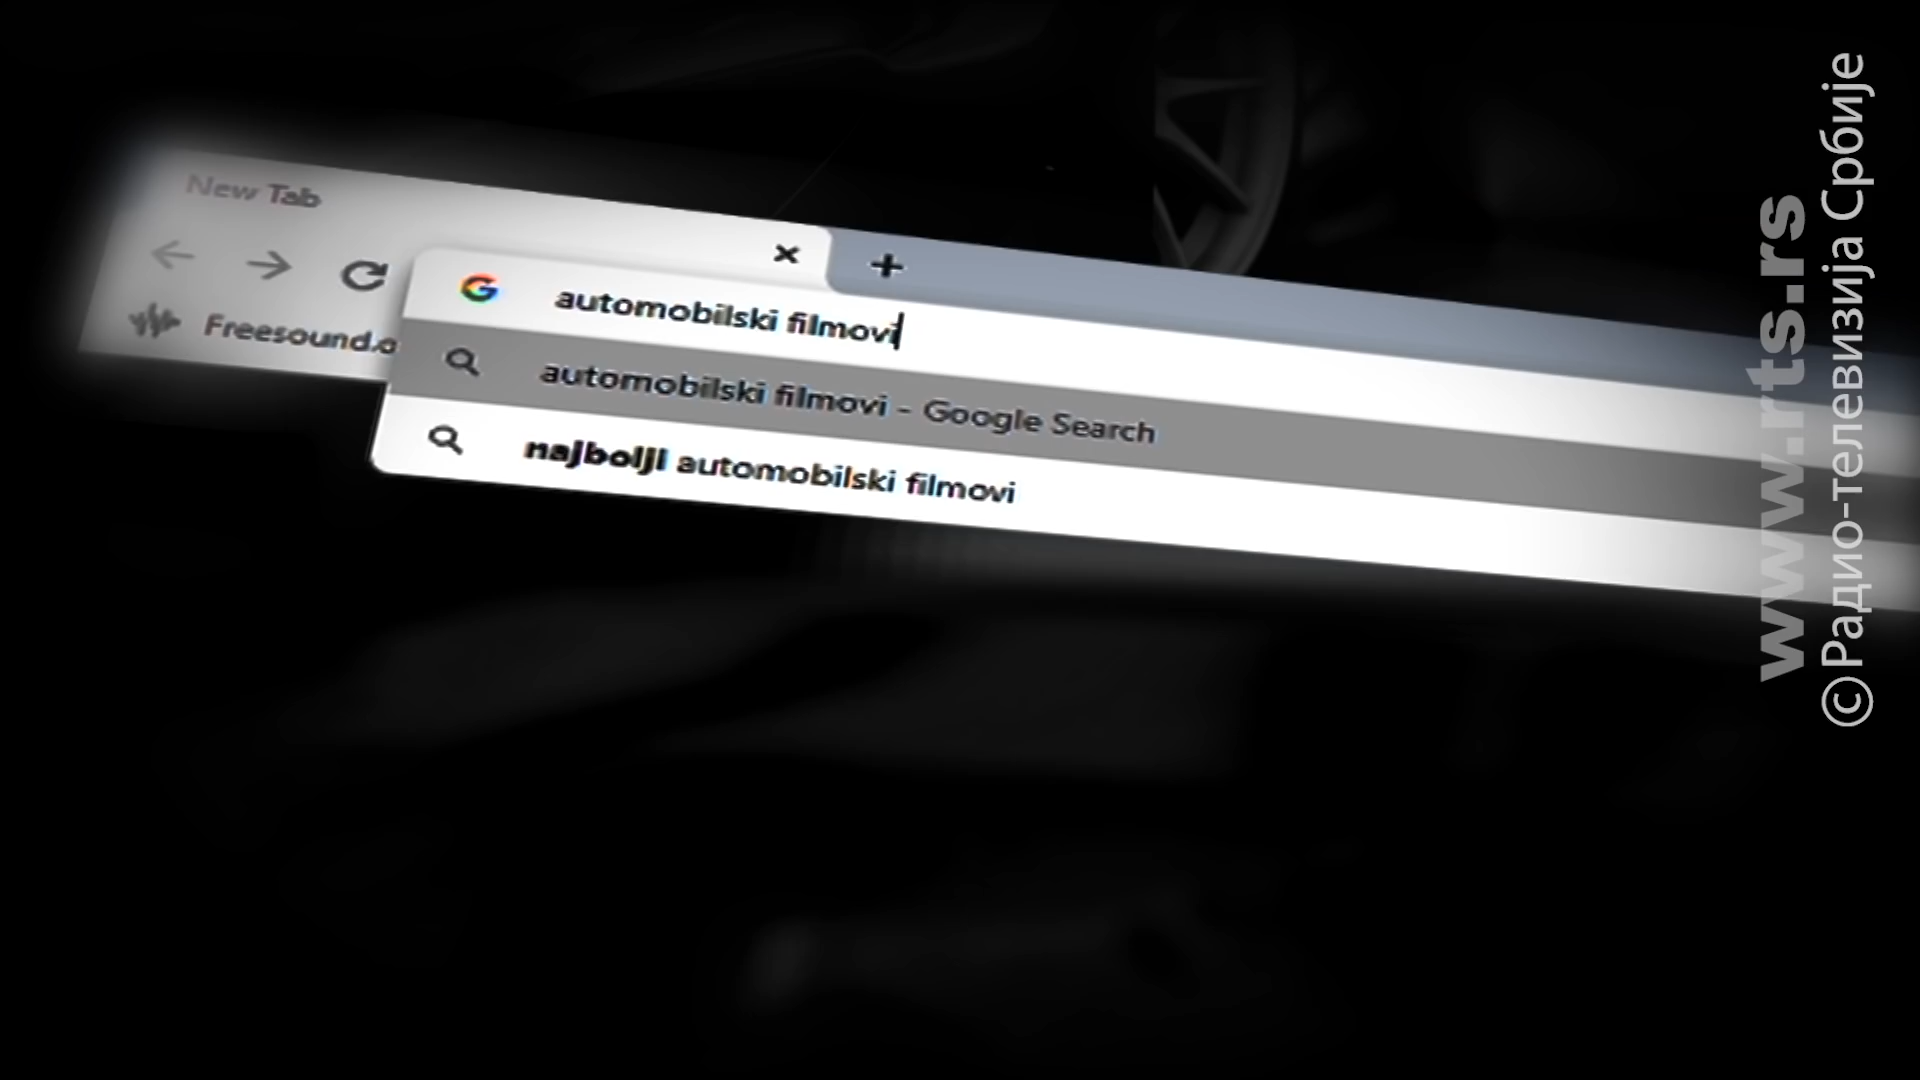 New Tab
automobilski filmovi
Freesound.o
automobilski filmovi - Google Search
najbolji automobilski filmovi
www.rts.rs
©Радио-телевизија Србије